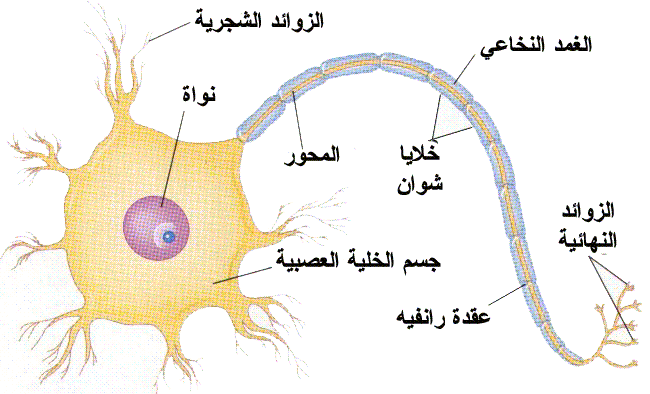 الزوائد الشجرية
الغمد النخاعي
نواة
المحور
خلايا
شوان
الزوائد
النهائية
جسم الخلية العصبية
عقدة رانفيه